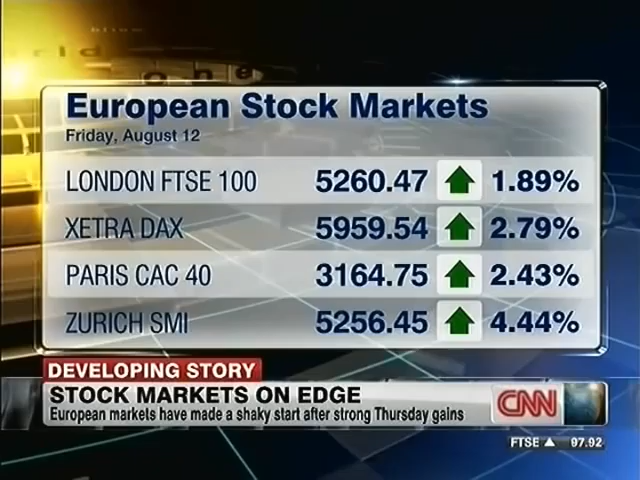 World One
European Stock Markets
Friday, August 12
LONDON FTSE 100 5260.47 1.89%
XETRA DAX 5959.54 2.79%
PARIS CAC 40 3164.75 2.43%
ZURICH SMI 5256.45 4.44%
DEVELOPING STORY
STOCK MARKETS ON EDGE
European markets have made a shaky start after strong Thursday gains
CNN
FTSE ▲ 97.92